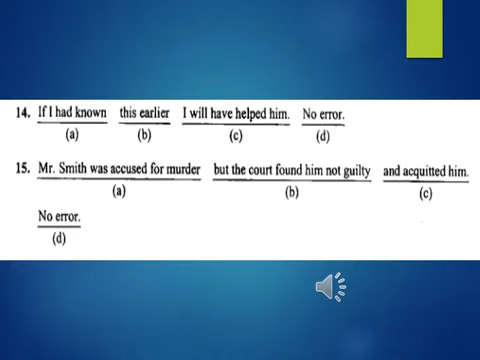 14. If I had known this earlier I will have helped him. No error.
(a) (b) (c) (d)
15. Mr. Smith was accused for murder but the court found him not guilty and acquitted him.
(a) (b) (c)
No error.
(d)